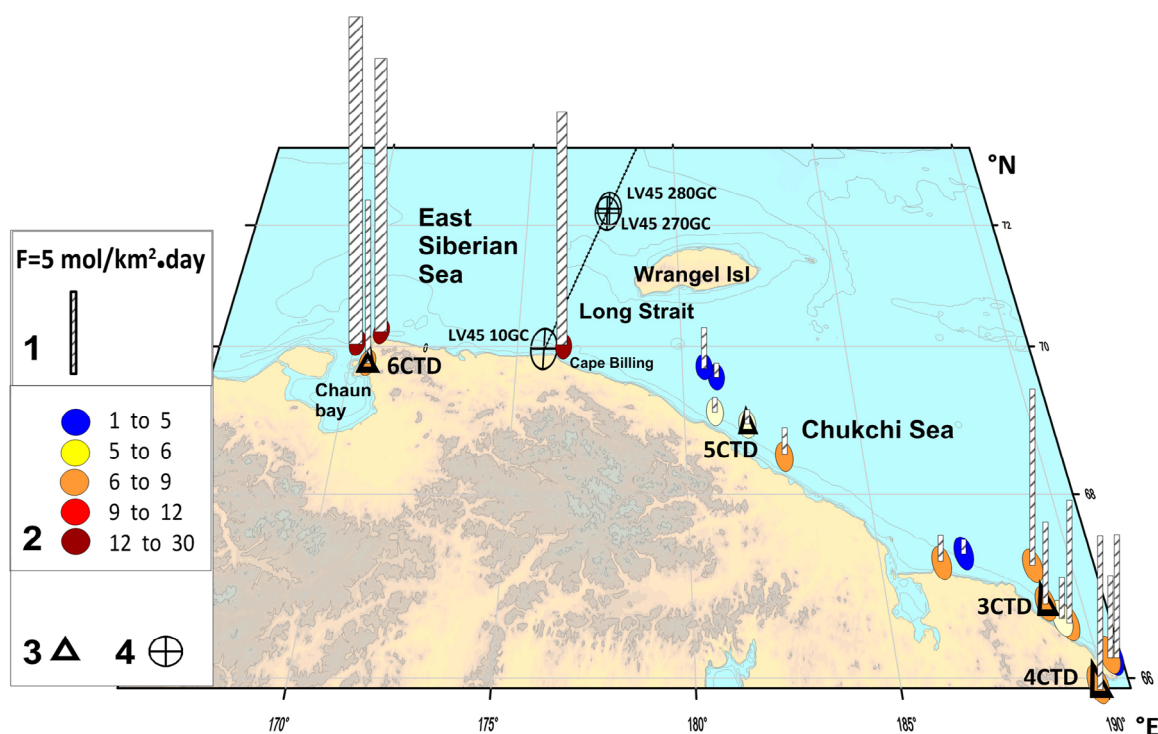 °N
LV45 280GC
LV45 270GC
72
East
Siberian
Sea
Wrangel Isl
F=5 mol/km².day
1
Long Strait
LV45 10GC
70
Cape Billing
6CTD
Chaun
bay
1 to 5
5 to 6
6 to 9
9 to 12
2 12 to 30
Chukchi Sea
5CTD
68
3CTD
3 4
4CTD
66
170° 175° 180° 185° 190° °E